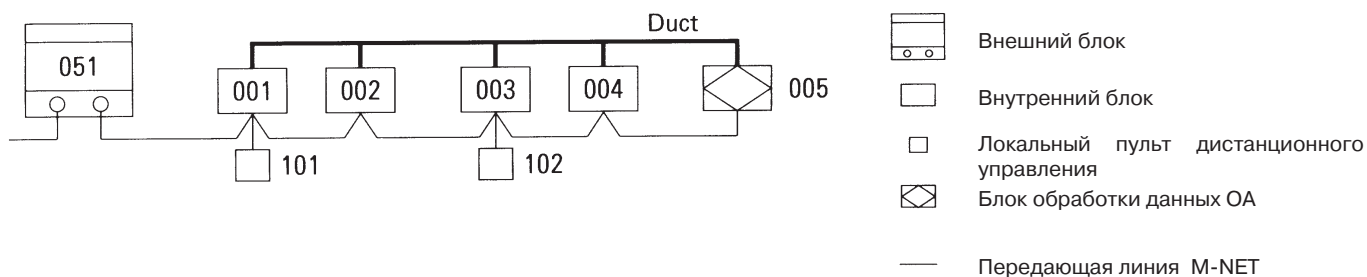 Duct
051
001
002
003
004
005
101
102
Внешний блок
Внутренний блок
Локальный пульт дистанционного
управления
Блок обработки данных OA
Передающая линия M-NET